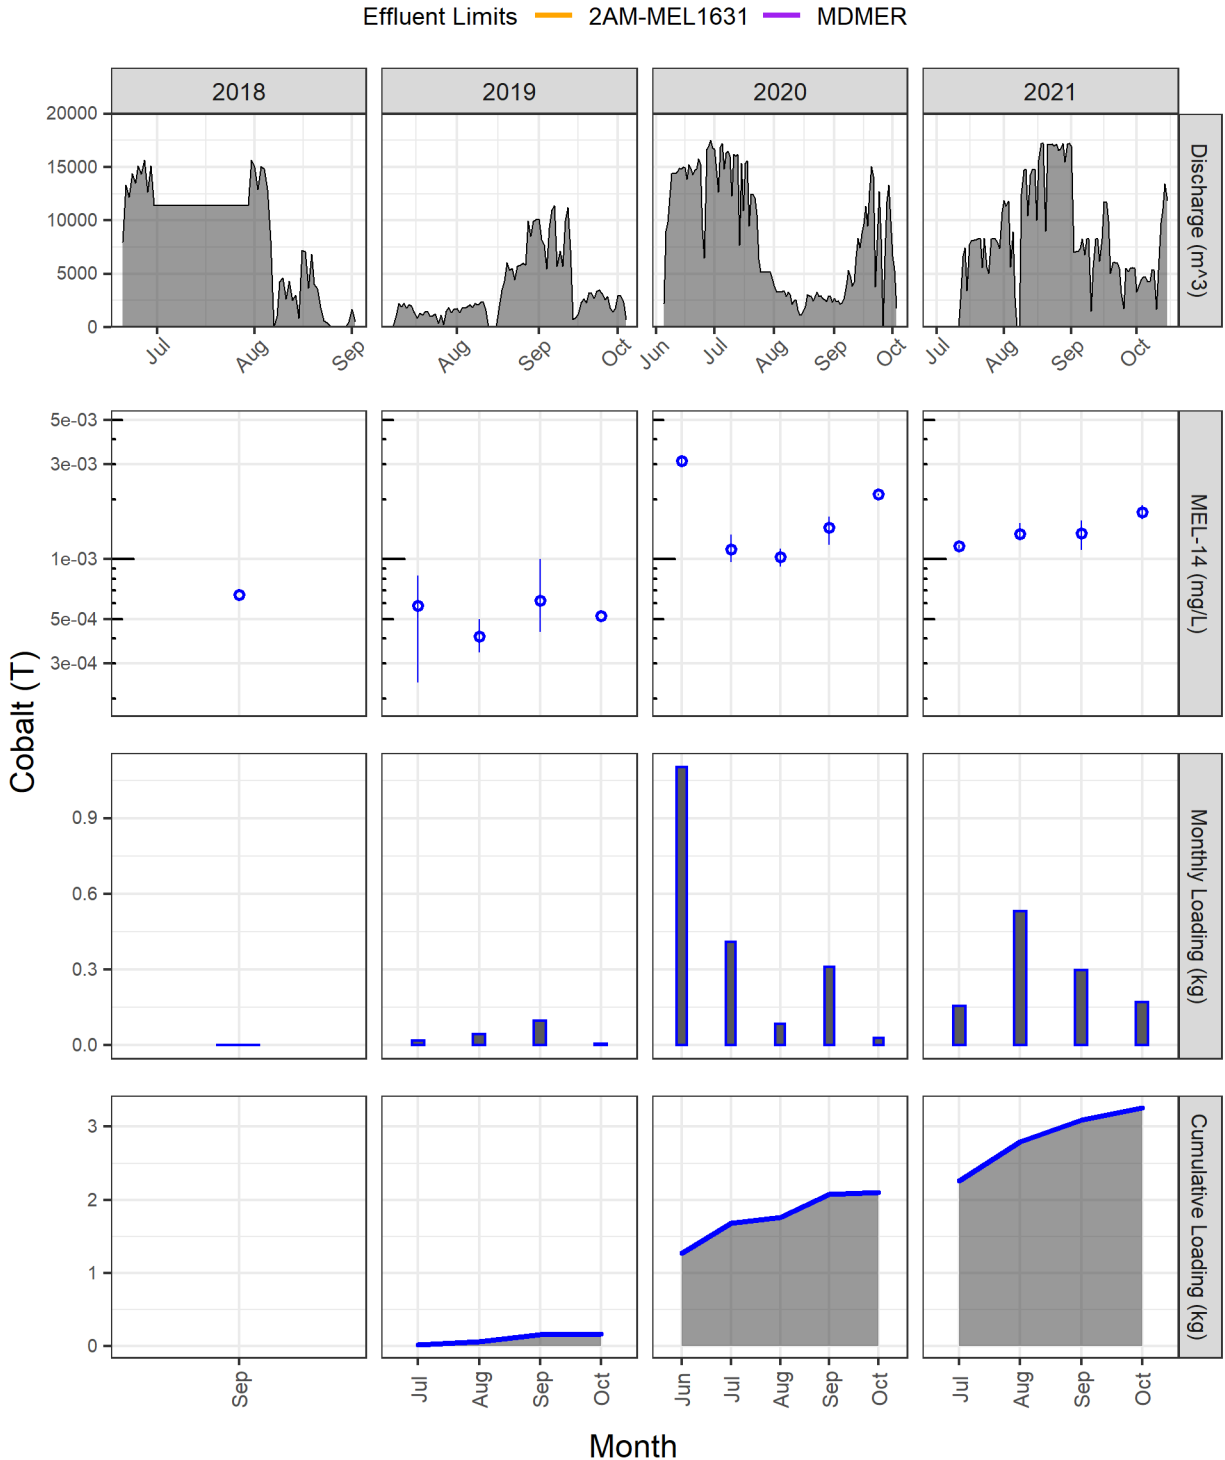 Effluent Limits 2AM-MEL1631 MDMER
2018 2019 2020 2021
20000
15000
10000
5000
0
Discharge (m^3)
Jul Aug Sep Aug Sep Oct Jun Jul Aug Sep Oct Jul Aug Sep Oct
5e-03
3e-03
1e-03
5e-04
3e-04
MEL-14 (mg/L)
Cobalt (T)
0.9
0.6
0.3
0.0
Monthly Loading (kg)
3
2
1
0
Cumulative Loading (kg)
Sep Jul Aug Sep Oct Jun Jul Aug Sep Oct Jul Aug Sep Oct
Month